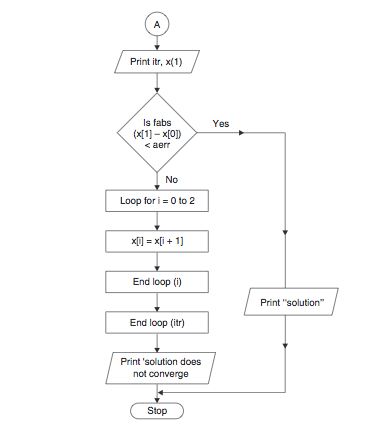 A
Print itr, x(1)
Is fabs
(x[1] – x[0])
< aerr
Yes
No
Loop for i = 0 to 2
x[i] = x[i + 1]
End loop (i)
Print “solution”
End loop (itr)
Print 'solution does
not converge
Stop